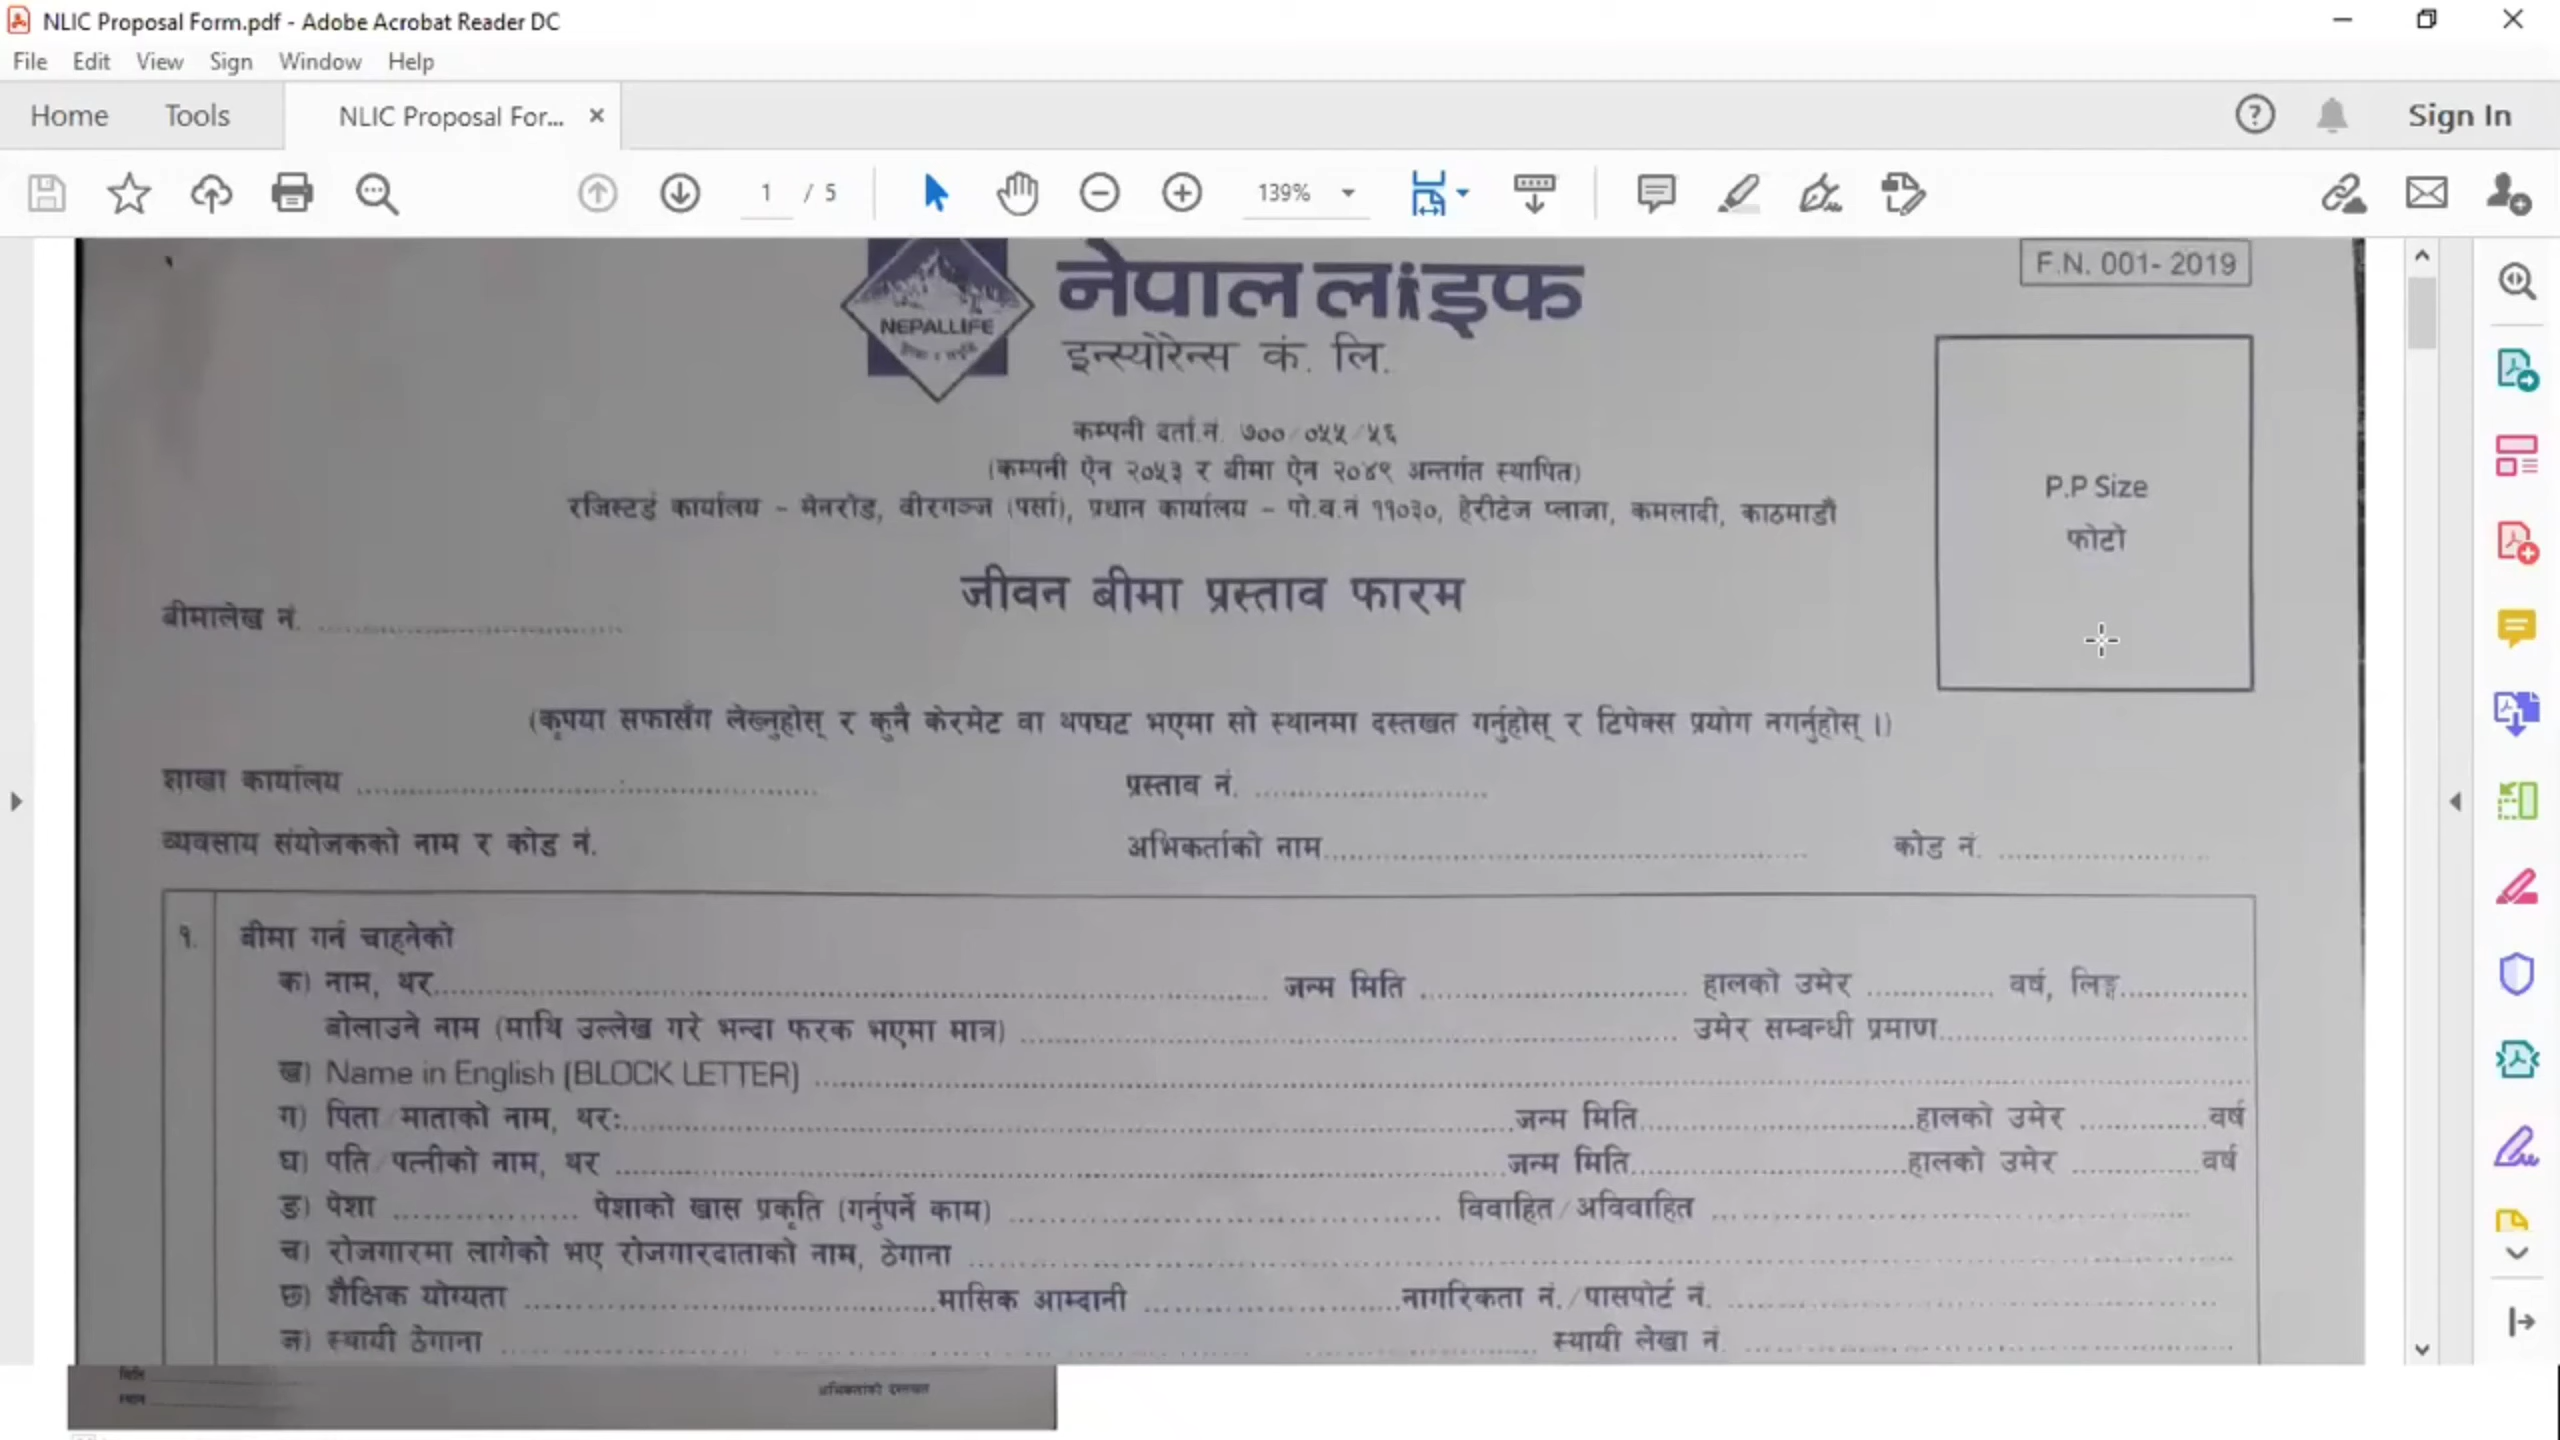 NLIC Proposal Form.pdf - Adobe Acrobat Reader DC
File Edit View Sign Window Help
Home Tools NLIC Proposal For... × Sign In
1 / 5 139%
F.N. 001- 2019
नेपाल लाइफ
NEPALLIFE
इन्स्योरेन्स कं. लि.
कम्पनी दर्ता.नं. ७००/०५५/५६
(कम्पनी ऐन २०५३ र बीमा ऐन २०४९ अन्तर्गत स्थापित)
रजिस्टर्ड कार्यालय - मेनरोड, वीरगञ्ज (पर्सा), प्रधान कार्यालय - पो.व.नं ११०३०, हेरीटेज प्लाजा, कमलादी, काठमाडौं
P.P Size
फोटो
जीवन बीमा प्रस्ताव फारम
बीमालेख नं. ........................
(कृपया सफासँग लेख्नुहोस् र कुनै केरमेट वा थपघट भएमा सो स्थानमा दस्तखत गर्नुहोस् र टिपेक्स प्रयोग नगर्नुहोस् ।)
शाखा कार्यालय ........................ प्रस्ताव नं. ........................
व्यवसाय संयोजकको नाम र कोड नं. अभिकर्ताको नाम........................ कोड नं. ........................
१. बीमा गर्न चाहनेको
क) नाम, थर........................ जन्म मिति ........................ हालको उमेर ............ वर्ष, लिङ्ग............
बोलाउने नाम (माथि उल्लेख गरे भन्दा फरक भएमा मात्र) ........................ उमेर सम्बन्धी प्रमाण........................
ख) Name in English (BLOCK LETTER) ........................
ग) पिता/माताको नाम, थर:........................जन्म मिति........................हालको उमेर ............वर्ष
घ) पति/पत्नीको नाम, थर ........................जन्म मिति........................हालको उमेर ............वर्ष
ङ) पेशा ............ पेशाको खास प्रकृति (गर्नुपर्ने काम) ........................ विवाहित/अविवाहित ........................
च) रोजगारमा लागेको भए रोजगारदाताको नाम, ठेगाना ........................
छ) शैक्षिक योग्यता ........................मासिक आम्दानी ........................नागरिकता नं./पासपोर्ट नं. ........................
ज) स्थायी ठेगाना ........................ स्थायी लेखा नं. ........................
मिति ........................
अभिकर्ताको दस्तखत
स्थान ........................